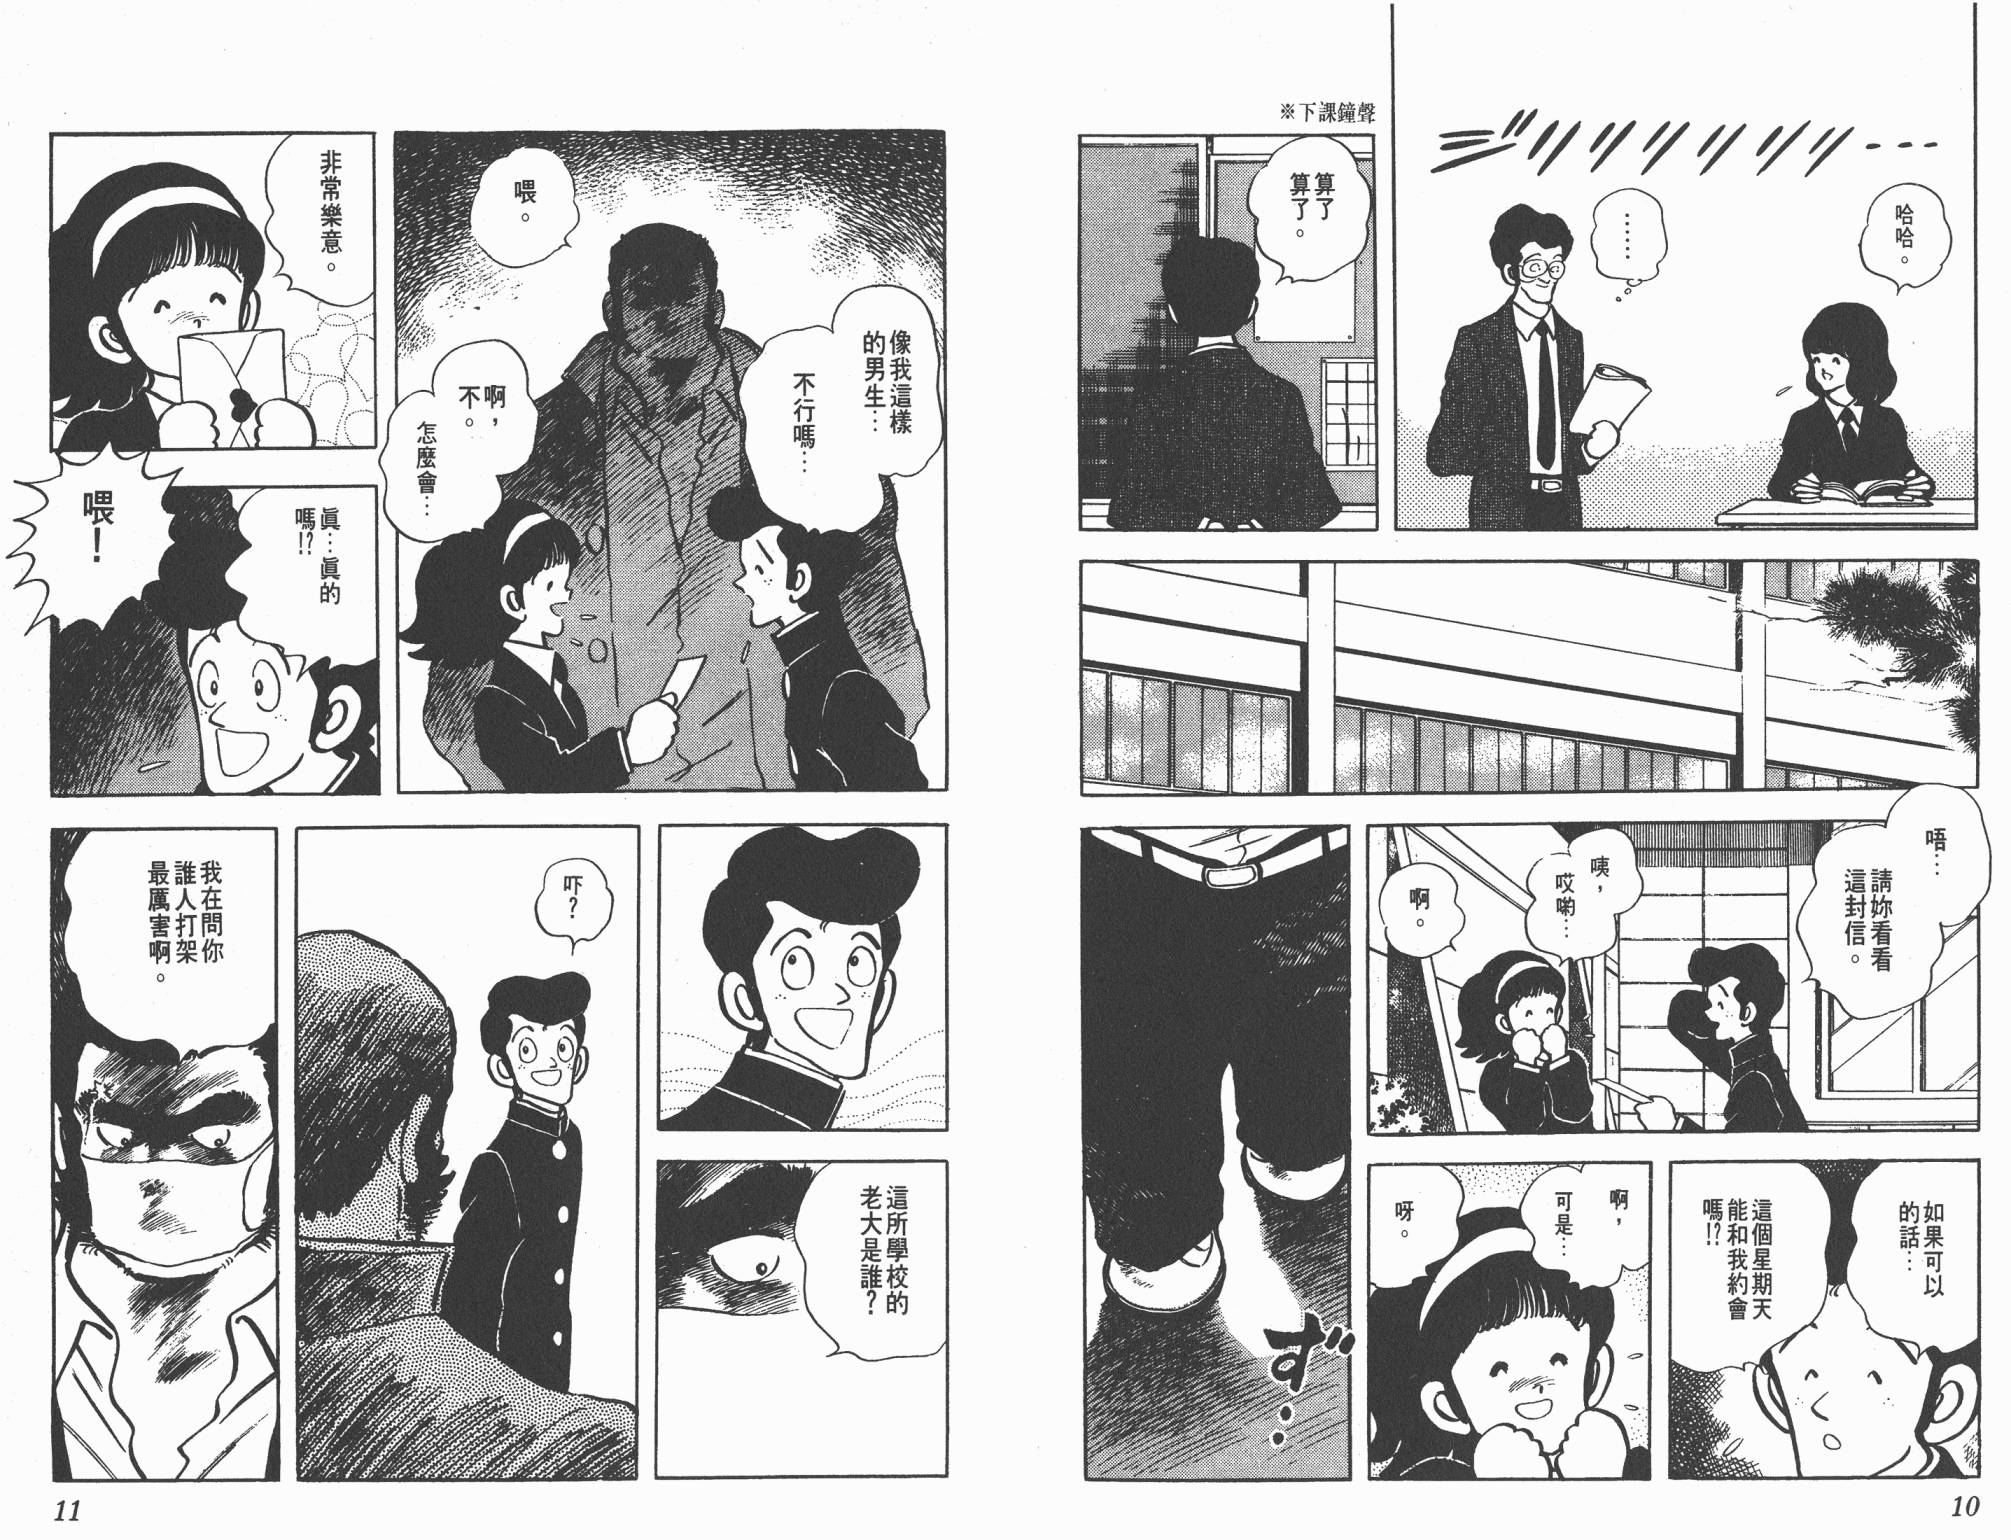 ジリリリリリリ…
※下課鐘聲
哈哈。
……
算了
算了。
唔…
請妳看看
這封信。
咦，
哎喲…
啊。
如果可以
的話…
這個星期天
能和我約會
嗎!?
啊，
可是…
呀。
ず…
10
像我這樣
的男生…
不行嗎…
喂。
啊，
不。
怎麼會…
非常樂意。
眞…眞的
嗎!?
喂！
這所學校的
老大是誰？
吓？
我在問你
誰人打架
最厲害啊。
11